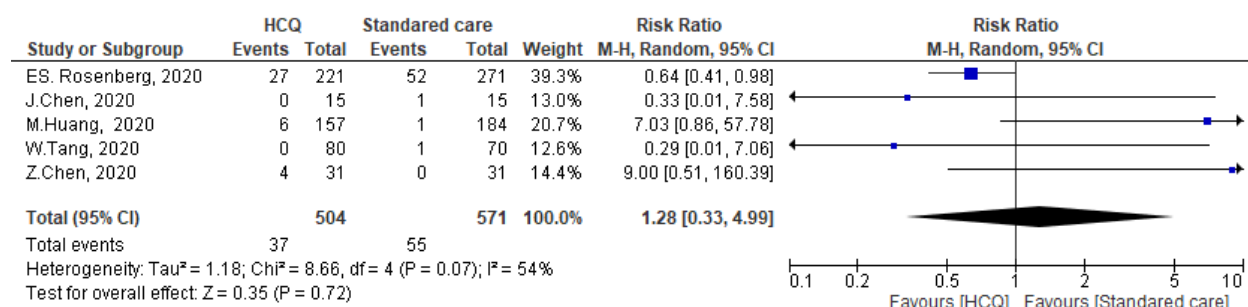 HCQ Standared care Risk Ratio Risk Ratio
Study or Subgroup Events Total Events Total Weight M-H, Random, 95% CI M-H, Random, 95% CI
ES. Rosenberg, 2020 27 221 52 271 39.3% 0.64 [0.41, 0.98]
J.Chen, 2020 0 15 1 15 13.0% 0.33 [0.01, 7.58]
M.Huang, 2020 6 157 1 184 20.7% 7.03 [0.86, 57.78]
W.Tang, 2020 0 80 1 70 12.6% 0.29 [0.01, 7.06]
Z.Chen, 2020 4 31 0 31 14.4% 9.00 [0.51, 160.39]
Total (95% CI) 504 571 100.0% 1.28 [0.33, 4.99]
Total events 37 55
Heterogeneity: Tau² = 1.18; Chi² = 8.66, df = 4 (P = 0.07); I² = 54%
Test for overall effect: Z = 0.35 (P = 0.72)
0.1 0.2 0.5 1 2 5 10
Favours [HCQ] Favours [Standared care]